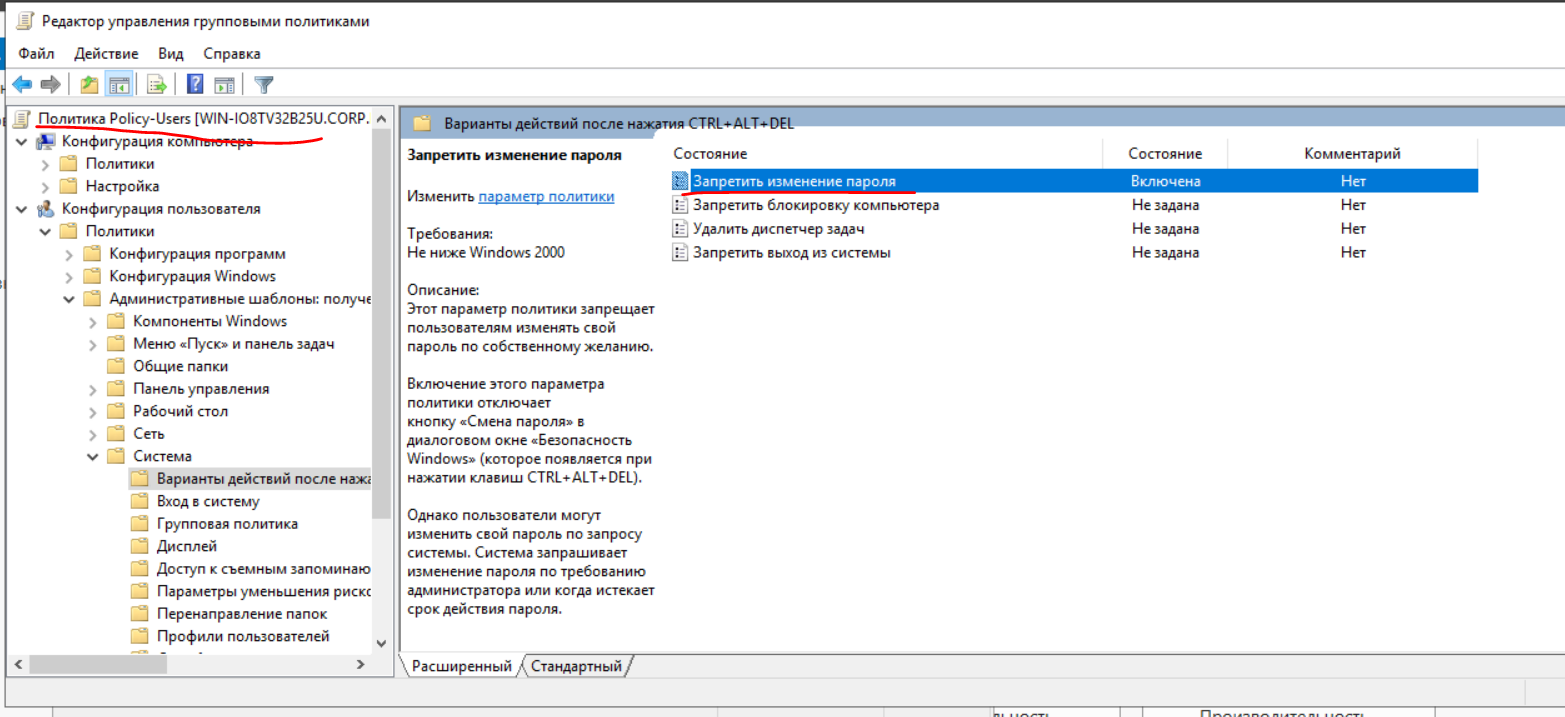 Редактор управления групповыми политиками
Файл Действие Вид Справка
Политика Policy-Users [WIN-IO8TV32B25U.CORP.
Конфигурация компьютера
Политики
Настройка
Конфигурация пользователя
Политики
Конфигурация программ
Конфигурация Windows
Административные шаблоны: получе
Компоненты Windows
Меню «Пуск» и панель задач
Общие папки
Панель управления
Рабочий стол
Сеть
Система
Варианты действий после нажа
Вход в систему
Групповая политика
Дисплей
Доступ к съемным запоминаю
Параметры уменьшения риско
Перенаправление папок
Профили пользователей
Варианты действий после нажатия CTRL+ALT+DEL
Запретить изменение пароля
Изменить параметр политики
Требования:
Не ниже Windows 2000
Описание:
Этот параметр политики запрещает
пользователям изменять свой
пароль по собственному желанию.
Включение этого параметра
политики отключает
кнопку «Смена пароля» в
диалоговом окне «Безопасность
Windows» (которое появляется при
нажатии клавиш CTRL+ALT+DEL).
Однако пользователи могут
изменить свой пароль по запросу
системы. Система запрашивает
изменение пароля по требованию
администратора или когда истекает
срок действия пароля.
Состояние Состояние Комментарий
Запретить изменение пароля Включена Нет
Запретить блокировку компьютера Не задана Нет
Удалить диспетчер задач Не задана Нет
Запретить выход из системы Не задана Нет
Расширенный Стандартный